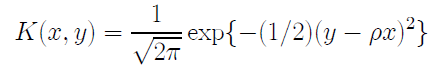 K(x, y) = \frac{1}{\sqrt{2\pi}} \exp\{-(1/2)(y - \rho x)^2\}